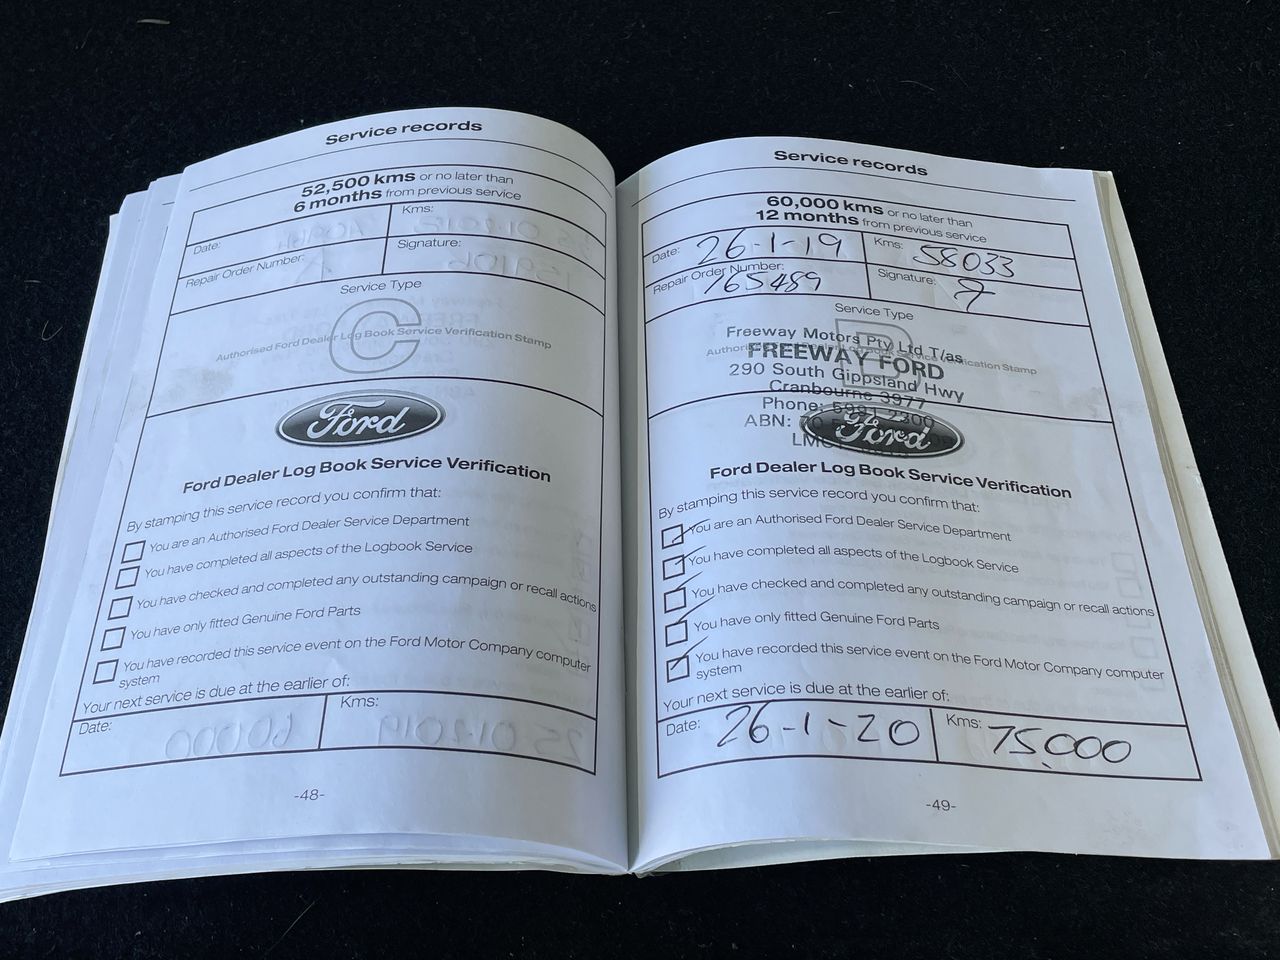 Service records
52,500 kms or no later than
6 months from previous service
Date:
Kms:
Repair Order Number:
Signature:
Service Type
C
Authorised Ford Dealer Log Book Service Verification Stamp
Ford
Ford Dealer Log Book Service Verification
By stamping this service record you confirm that:
You are an Authorised Ford Dealer Service Department
You have completed all aspects of the Logbook Service
You have checked and completed any outstanding campaign or recall actions
You have only fitted Genuine Ford Parts
You have recorded this service event on the Ford Motor Company computer
system
Your next service is due at the earlier of:
Date:
Kms:
-48-
Service records
60,000 kms or no later than
12 months from previous service
Date: 26-1-19
Kms: 58033
Repair Order Number:
765489
Signature:
Service Type
Freeway Motors Pty Ltd T/as
FREEWAY FORD
290 South Gippsland Hwy
Cranbourne 3977
Phone:
ABN:
Ford
Ford Dealer Log Book Service Verification
By stamping this service record you confirm that:
You are an Authorised Ford Dealer Service Department
You have completed all aspects of the Logbook Service
You have checked and completed any outstanding campaign or recall actions
You have only fitted Genuine Ford Parts
You have recorded this service event on the Ford Motor Company computer
system
Your next service is due at the earlier of:
Date: 26-1-20
Kms: 75,000
-49-